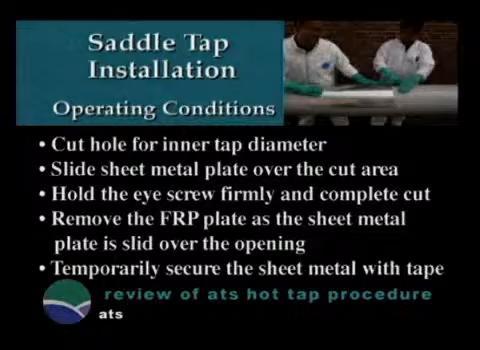 Saddle Tap
Installation
Operating Conditions
• Cut hole for inner tap diameter
• Slide sheet metal plate over the cut area
• Hold the eye screw firmly and complete cut
• Remove the FRP plate as the sheet metal
plate is slid over the opening
• Temporarily secure the sheet metal with tape
review of ats hot tap procedure
ats